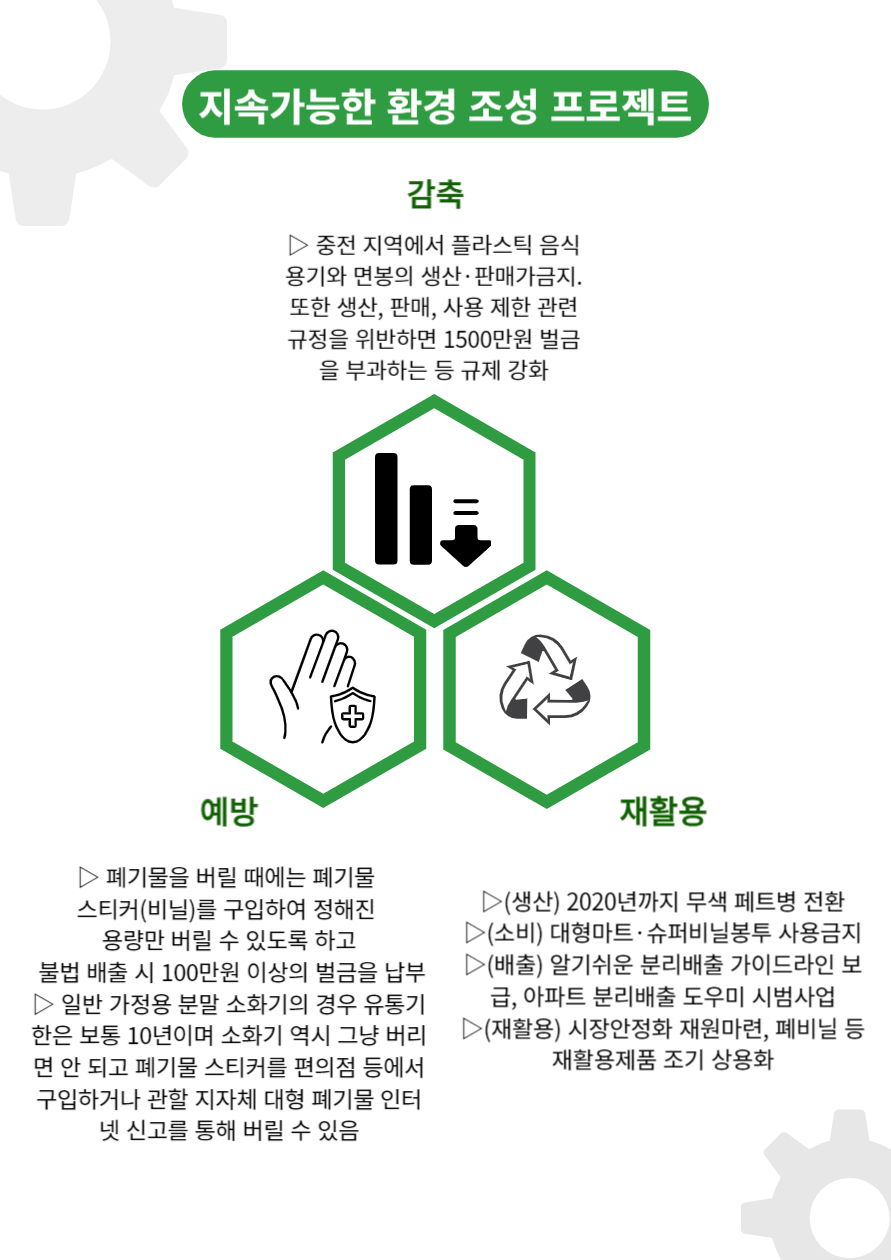 지속가능한 환경 조성 프로젝트
감축
▷ 중전 지역에서 플라스틱 음식
용기와 면봉의 생산·판매가금지.
또한 생산, 판매, 사용 제한 관련
규정을 위반하면 1500만원 벌금
을 부과하는 등 규제 강화
예방
▷ 폐기물을 버릴 때에는 폐기물
스티커(비닐)를 구입하여 정해진
용량만 버릴 수 있도록 하고
불법 배출 시 100만원 이상의 벌금을 납부
▷ 일반 가정용 분말 소화기의 경우 유통기
한은 보통 10년이며 소화기 역시 그냥 버리
면 안 되고 폐기물 스티커를 편의점 등에서
구입하거나 관할 지자체 대형 폐기물 인터
넷 신고를 통해 버릴 수 있음
재활용
▷(생산) 2020년까지 무색 페트병 전환
▷(소비) 대형마트·슈퍼비닐봉투 사용금지
▷(배출) 알기쉬운 분리배출 가이드라인 보
급, 아파트 분리배출 도우미 시범사업
▷(재활용) 시장안정화 재원마련, 폐비닐 등
재활용제품 조기 상용화